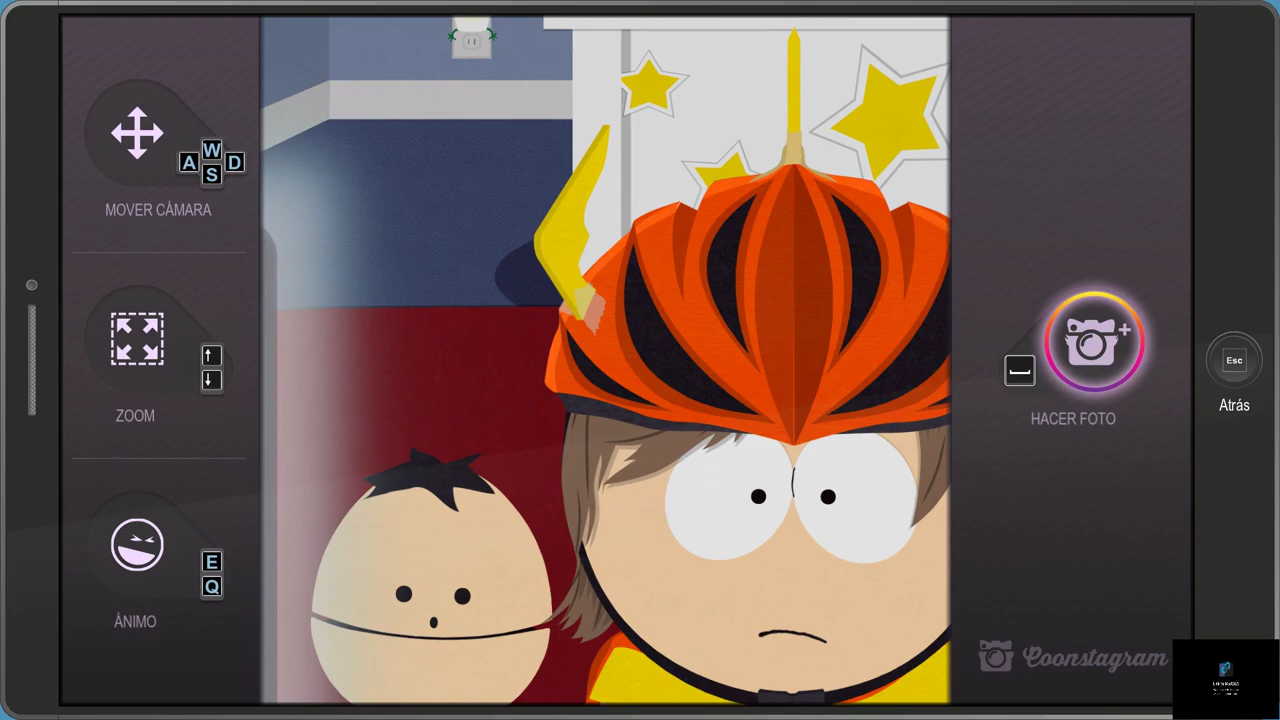 W
A
D
S
MOVER CÁMARA
ZOOM
E
Q
ÁNIMO
HACER FOTO
Esc
Atrás
Coonstagram